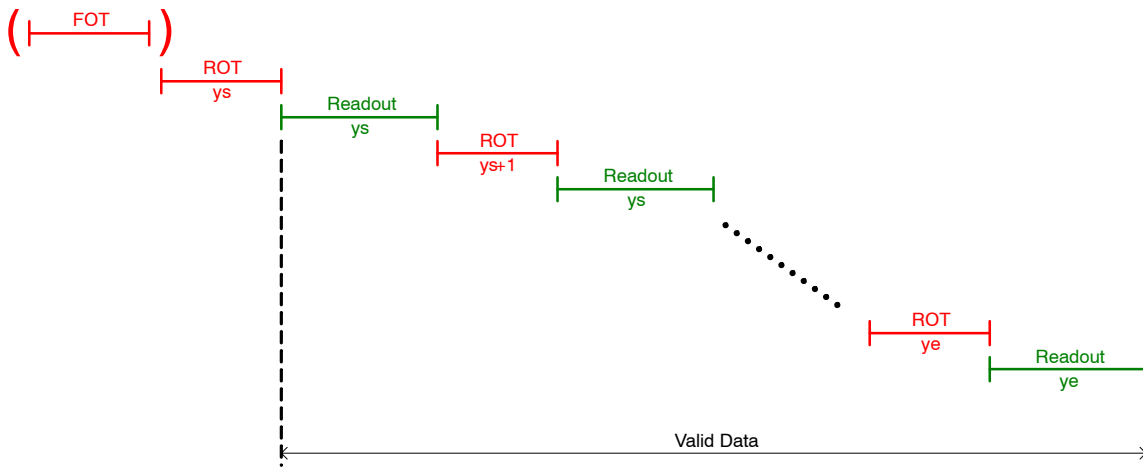 ( FOT )
ROT
ys
Readout
ys
ROT
ys+1
Readout
ys
ROT
ye
Readout
ye
Valid Data